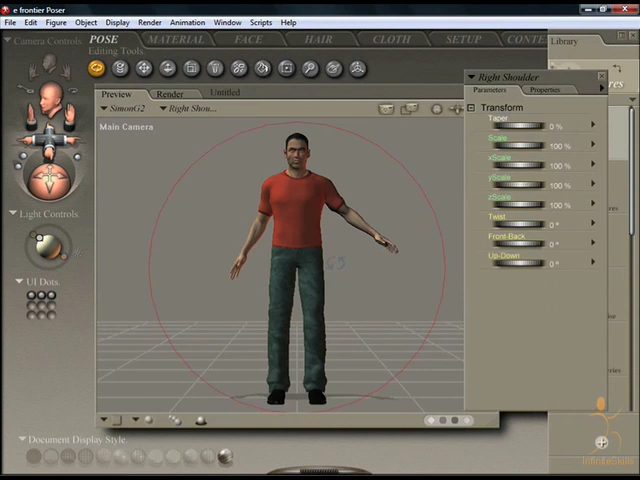 e frontier Poser
File Edit Figure Object Display Render Animation Window Scripts Help
Camera Controls
POSE MATERIAL FACE HAIR CLOTH SETUP CONTE
Editing Tools
Library
Right Shoulder
Parameters Properties
Preview Render Untitled
SimonG2 Right Shou...
Main Camera
Transform
Taper
0 %
Scale
100 %
xScale
100 %
yScale
100 %
zScale
100 %
Twist
0 º
Front-Back
0 º
Up-Down
0 º
Light Controls
UI Dots
Document Display Style
InfiniteSkills